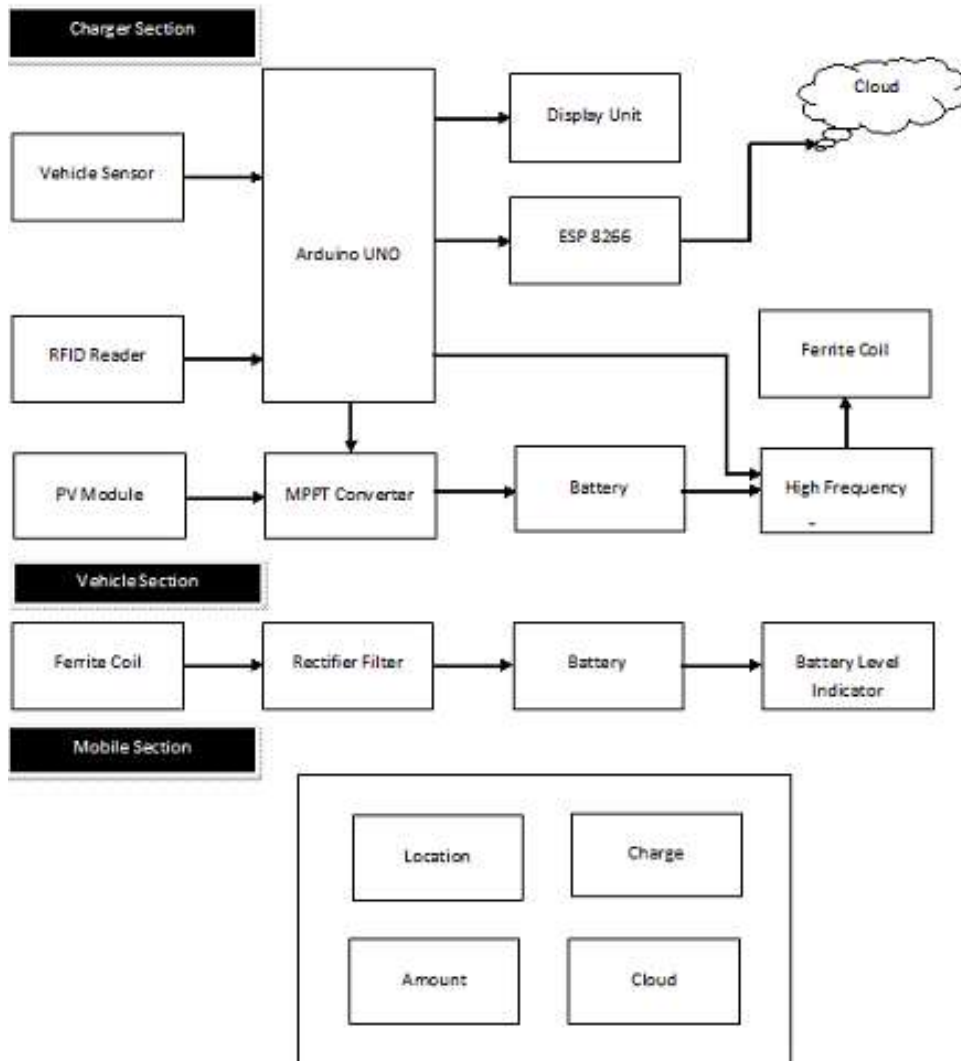 Charger Section
Cloud
Display Unit
Vehicle Sensor
ESP 8266
Arduino UNO
RFID Reader
Ferrite Coil
PV Module
MPPT Converter
Battery
High Frequency
Vehicle Section
Ferrite Coil
Rectifier Filter
Battery
Battery Level
Indicator
Mobile Section
Location
Charge
Amount
Cloud